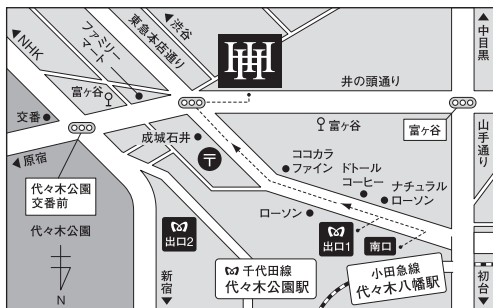 NHK
ファミリー
マート
東急本店通り
渋谷
HH
井の頭通り
中目黒
富ヶ谷
交番
成城石井
富ヶ谷
富ヶ谷
山手通り
原宿
〒
ココカラ
ファイン
ドトール
コーヒー
ナチュラル
ローソン
代々木公園
交番前
ローソン
代々木公園
出口2
出口1
南口
N
新宿
千代田線
代々木公園駅
小田急線
代々木八幡駅
初台